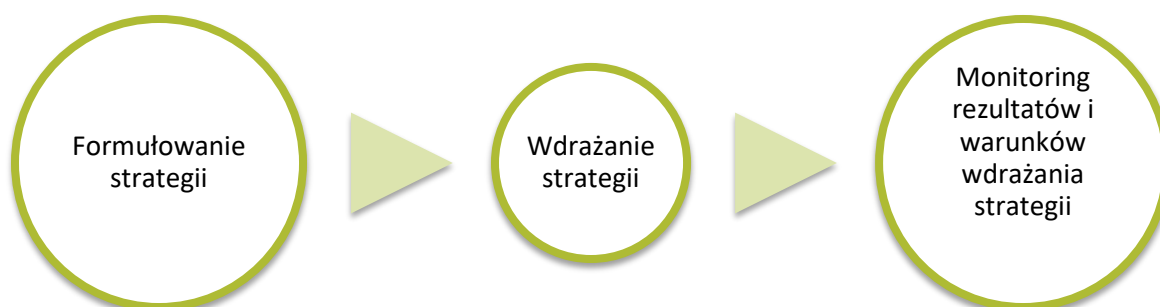 Formułowanie
strategii
Wdrażanie
strategii
Monitoring
rezultatów i
warunków
wdrażania
strategii